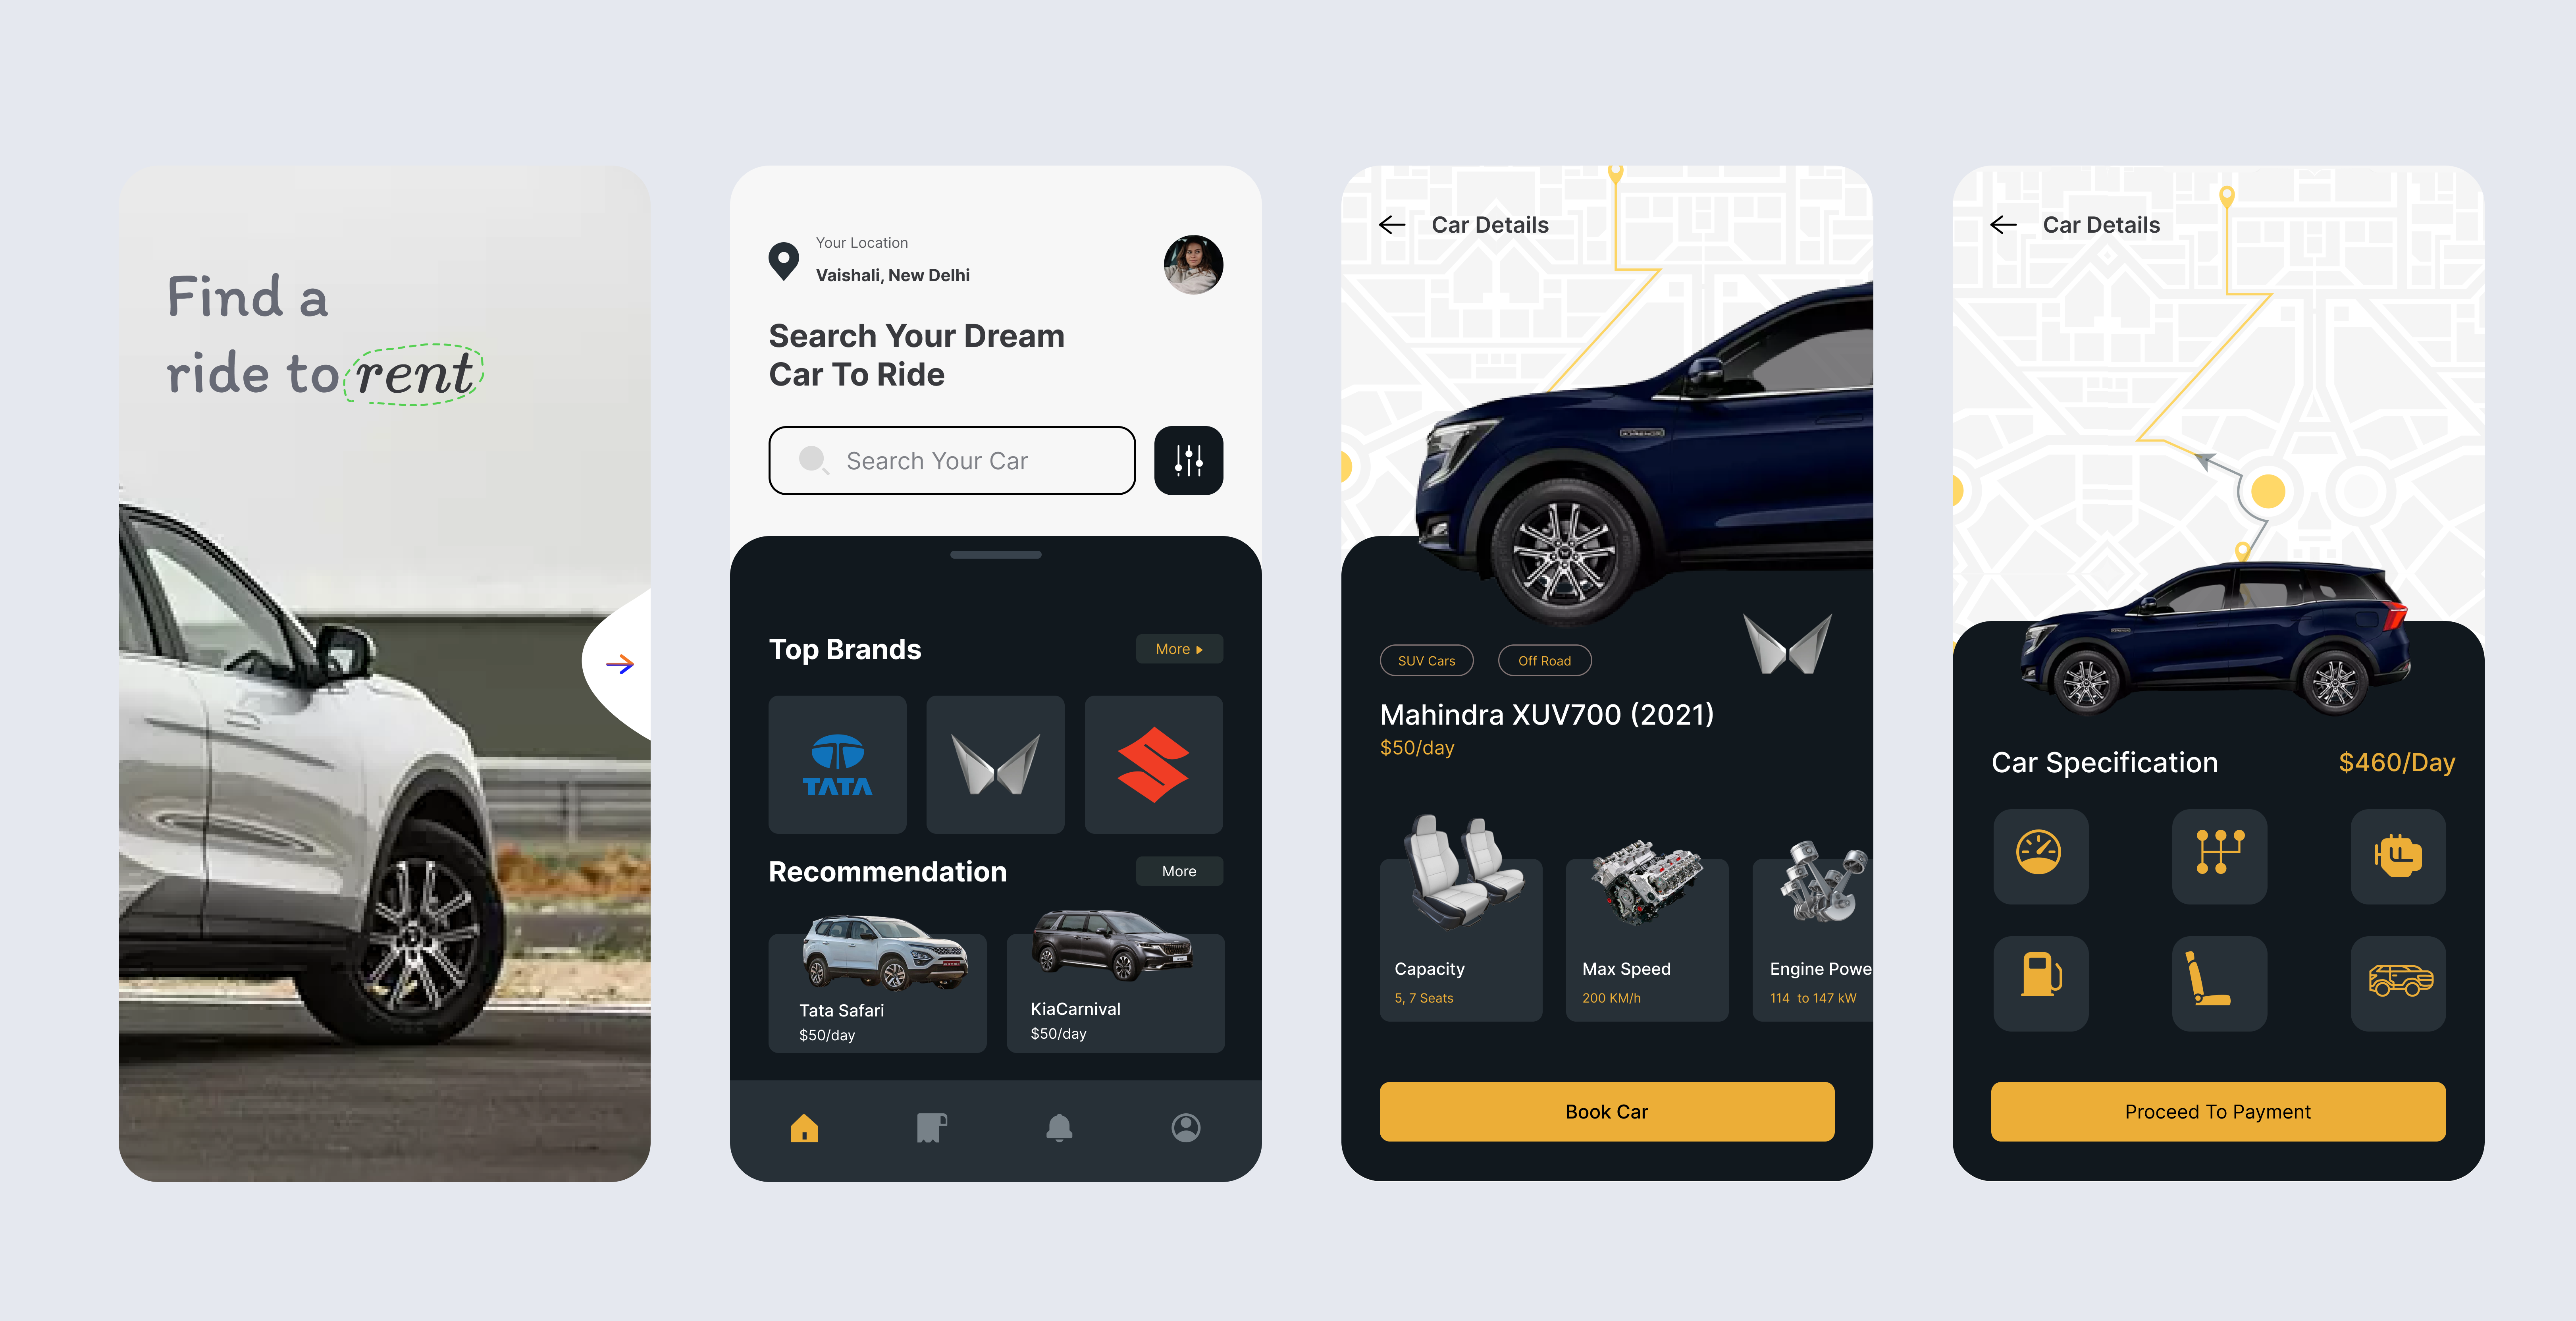 Find a
ride to rent
Your Location
Vaishali, New Delhi
Search Your Dream
Car To Ride
Search Your Car
Top Brands
More
TATA
Recommendation
More
Tata Safari
$50/day
KiaCarnival
$50/day
Car Details
SUV Cars
Off Road
Mahindra XUV700 (2021)
$50/day
Capacity
5, 7 Seats
Max Speed
200 KM/h
Engine Powe
114 to 147 kW
Book Car
Car Details
Car Specification
$460/Day
Proceed To Payment